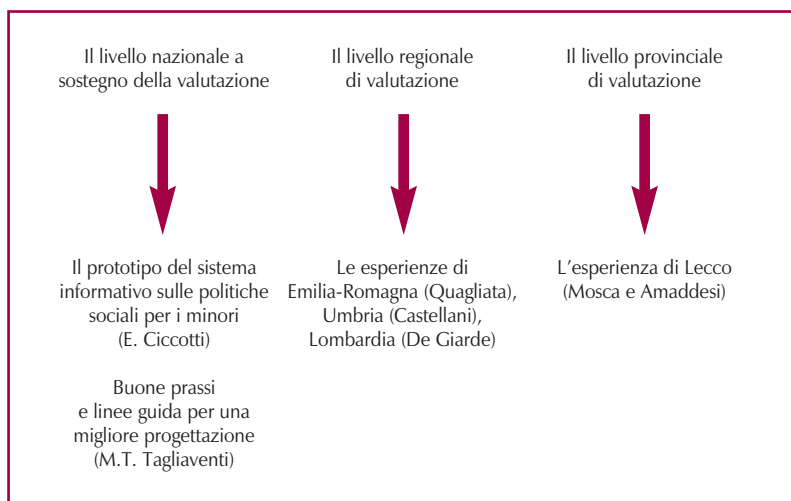 Il livello nazionale a
sostegno della valutazione
Il livello regionale
di valutazione
Il livello provinciale
di valutazione
Il prototipo del sistema
informativo sulle politiche
sociali per i minori
(E. Ciccotti)
Buone prassi
e linee guida per una
migliore progettazione
(M.T. Tagliaventi)
Le esperienze di
Emilia-Romagna (Quagliata),
Umbria (Castellani),
Lombardia (De Giarde)
L'esperienza di Lecco
(Mosca e Amaddesi)